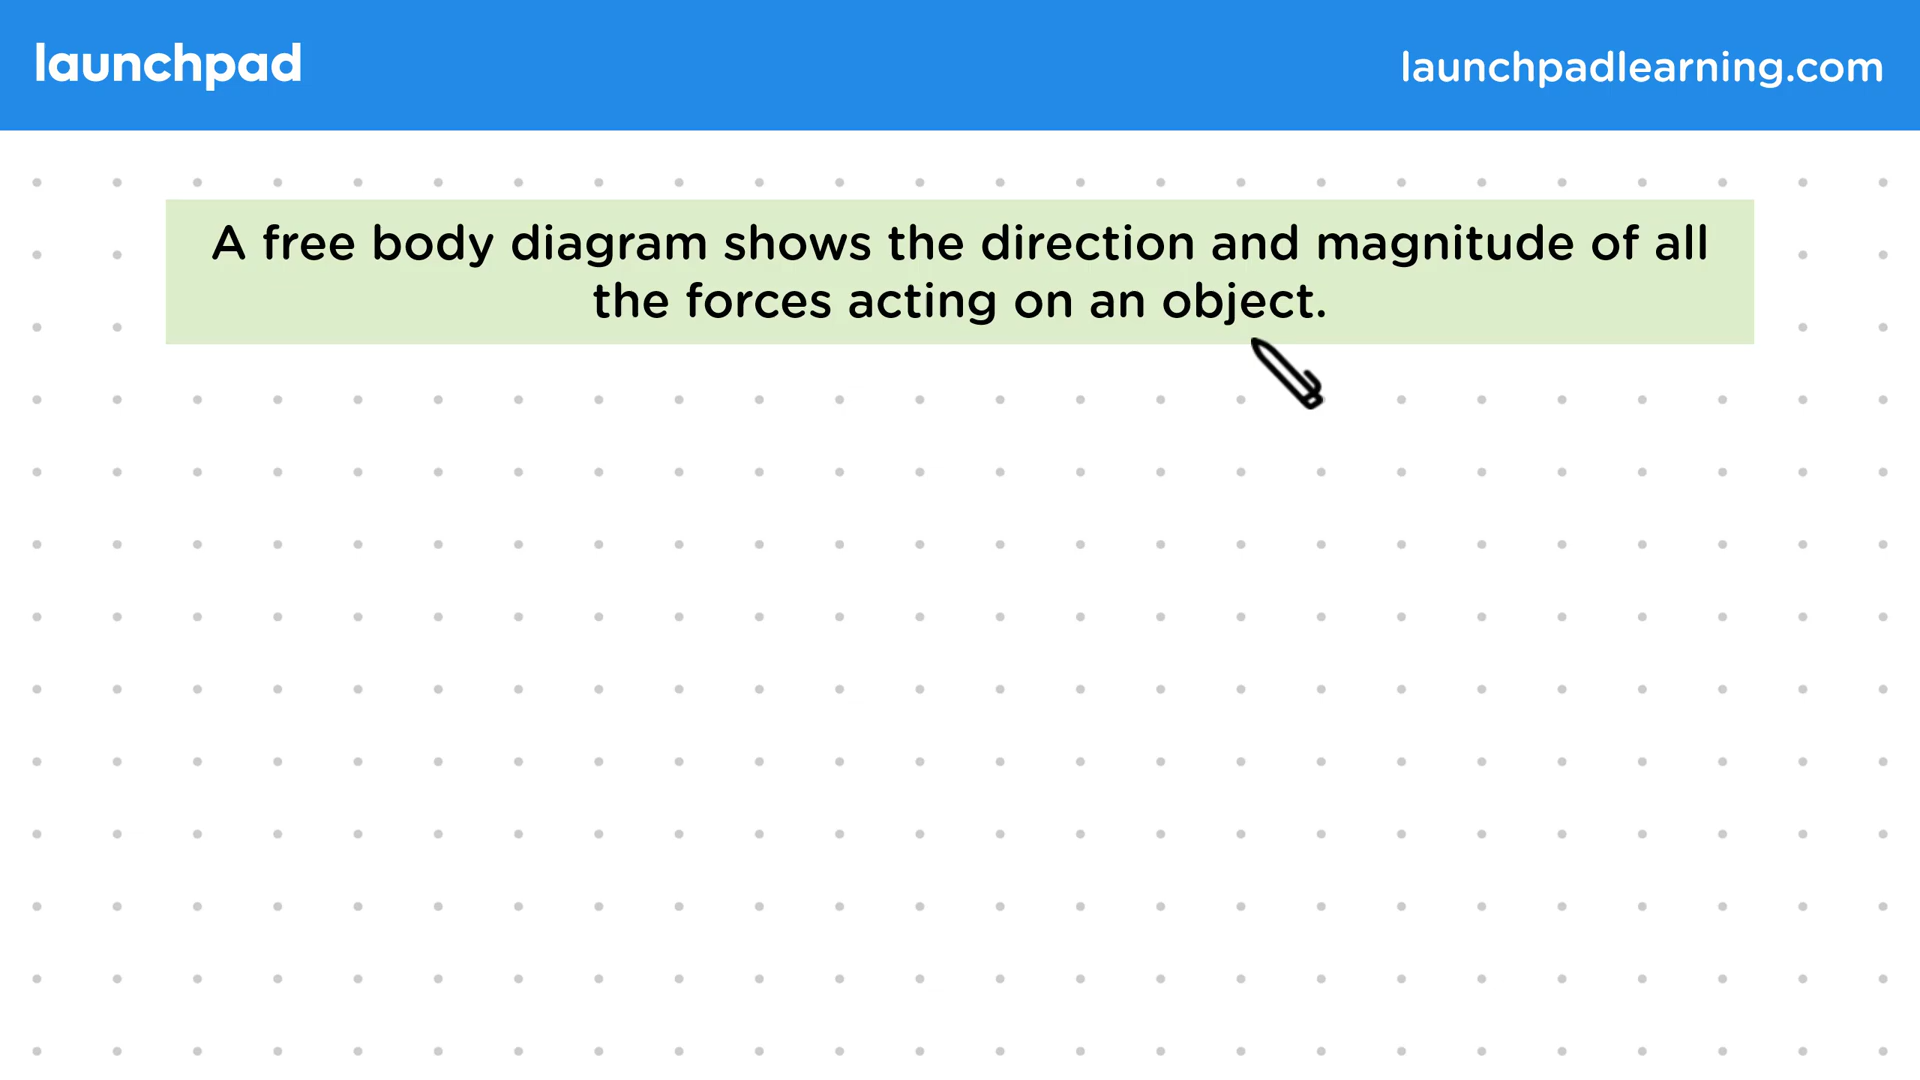 launchpad
launchpadlearning.com
A free body diagram shows the direction and magnitude of all
the forces acting on an object.